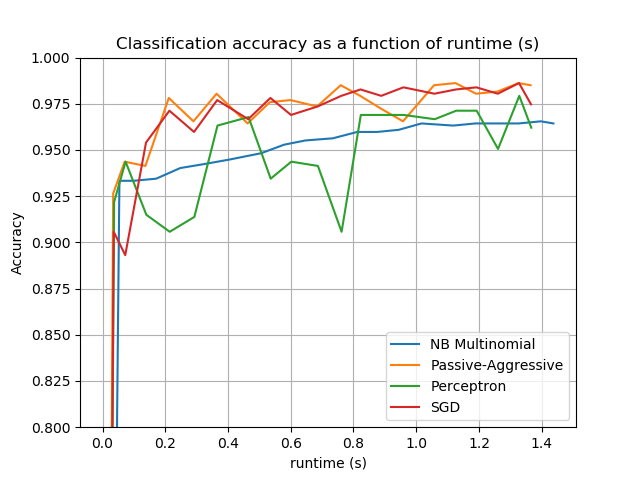 Classification accuracy as a function of runtime (s)
1.000
0.975
0.950
0.925
0.900
0.875
0.850
0.825
0.800
Accuracy
0.0 0.2 0.4 0.6 0.8 1.0 1.2 1.4
runtime (s)
NB Multinomial
Passive-Aggressive
Perceptron
SGD